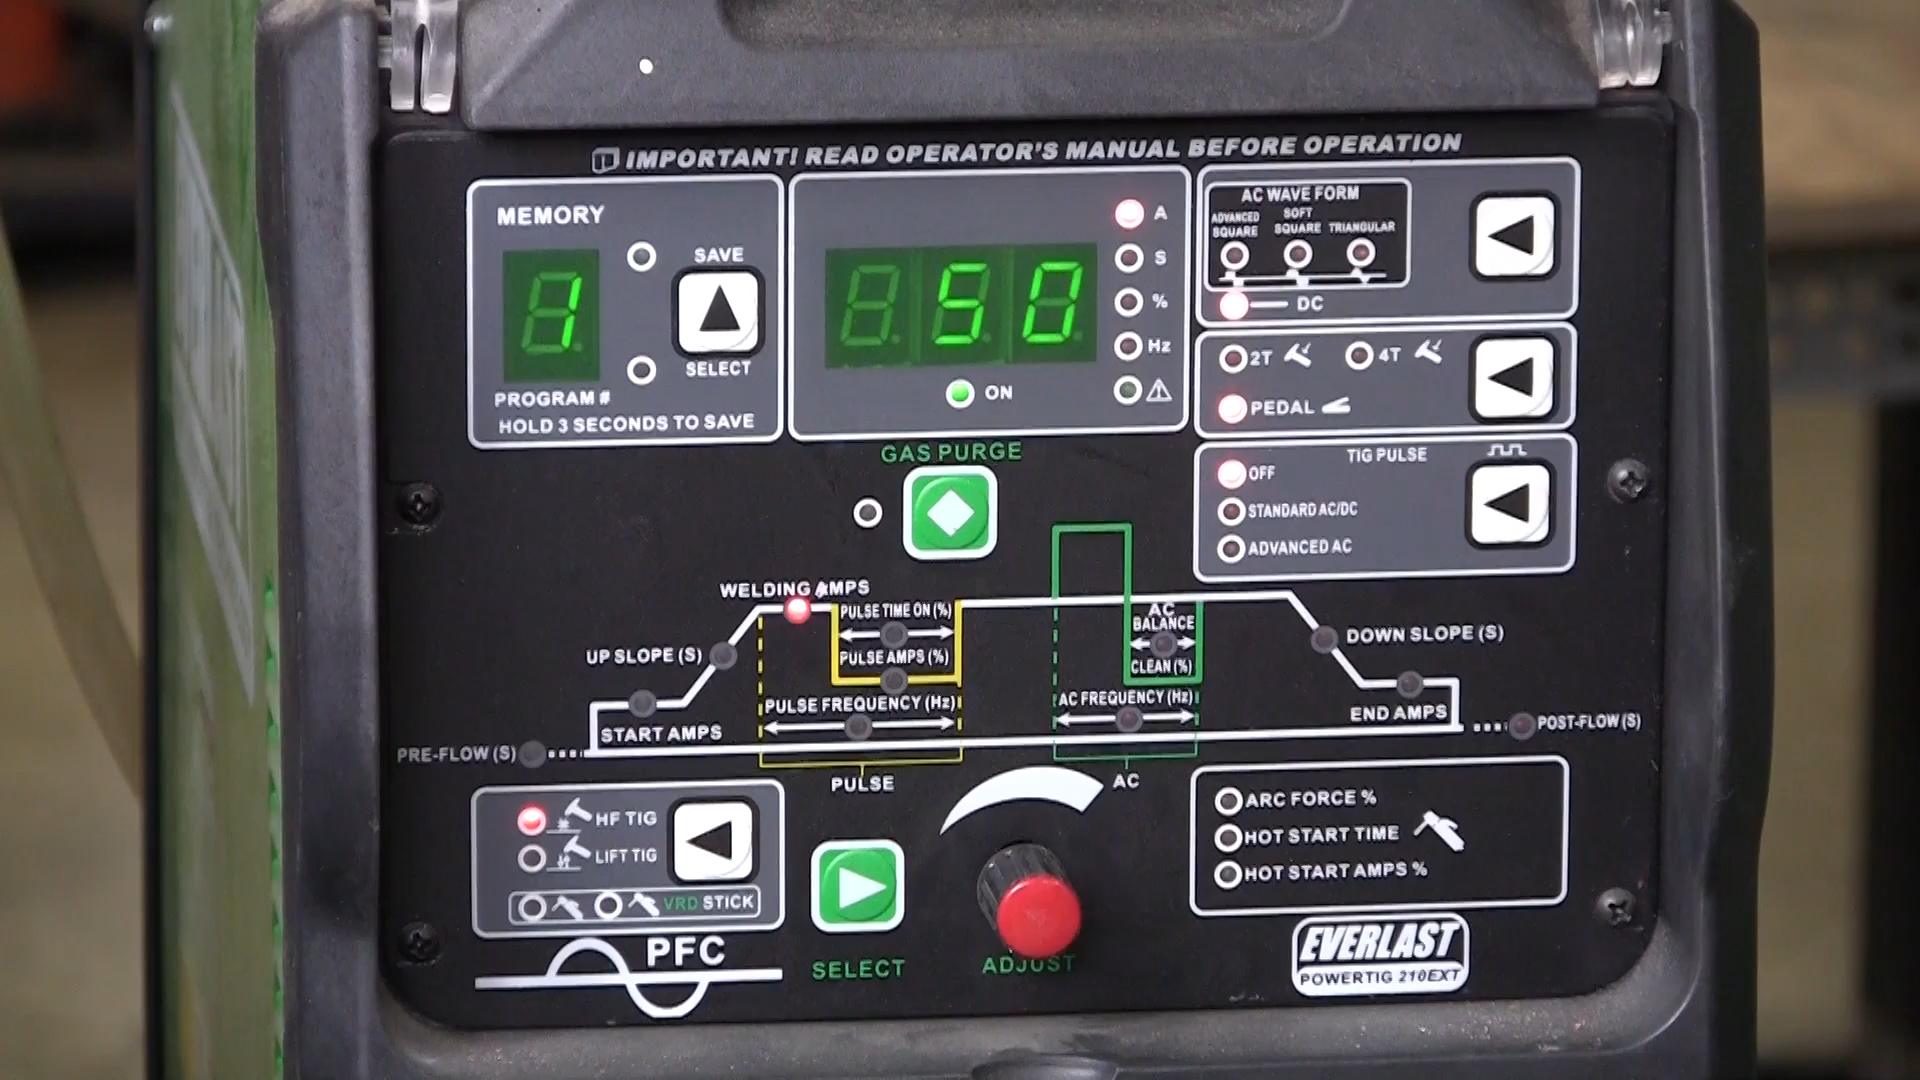 IMPORTANT! READ OPERATOR'S MANUAL BEFORE OPERATION
MEMORY
SAVE
1
SELECT
PROGRAM #
HOLD 3 SECONDS TO SAVE
50
ON
A
S
%
Hz
AC WAVE FORM
ADVANCED SQUARE
SOFT SQUARE
TRIANGULAR
DC
2T
4T
PEDAL
GAS PURGE
TIG PULSE
OFF
STANDARD AC/DC
ADVANCED AC
WELDING AMPS
PULSE TIME ON (%)
PULSE AMPS (%)
PULSE FREQUENCY (Hz)
UP SLOPE (S)
START AMPS
PRE-FLOW (S)
PULSE
AC
BALANCE
CLEAN (%)
AC FREQUENCY (Hz)
AC
DOWN SLOPE (S)
END AMPS
POST-FLOW (S)
HF TIG
LIFT TIG
VRD STICK
PFC
SELECT
ADJUST
ARC FORCE %
HOT START TIME
HOT START AMPS %
EVERLAST
POWERTIG 210EXT